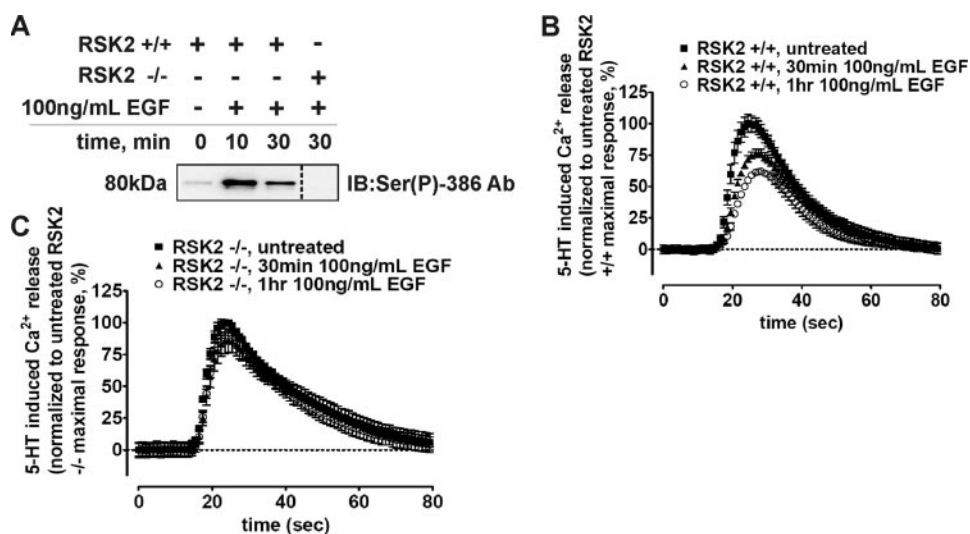 A
RSK2 +/+ + + + -
RSK2 -/- - - - +
100ng/mL EGF - + + +
time, min 0 10 30 30
80kDa IB:Ser(P)-386 Ab
B
RSK2 +/+, untreated
RSK2 +/+, 30min 100ng/mL EGF
RSK2 +/+, 1hr 100ng/mL EGF
5-HT induced Ca²⁺ release
(normalized to untreated RSK2
+/+ maximal response, %)
125
100
75
50
25
0
0 20 40 60 80
time (sec)
C
RSK2 -/-, untreated
RSK2 -/-, 30min 100ng/mL EGF
RSK2 -/-, 1hr 100ng/mL EGF
5-HT induced Ca²⁺ release
(normalized to untreated RSK2
-/- maximal response, %)
125
100
75
50
25
0
0 20 40 60 80
time (sec)